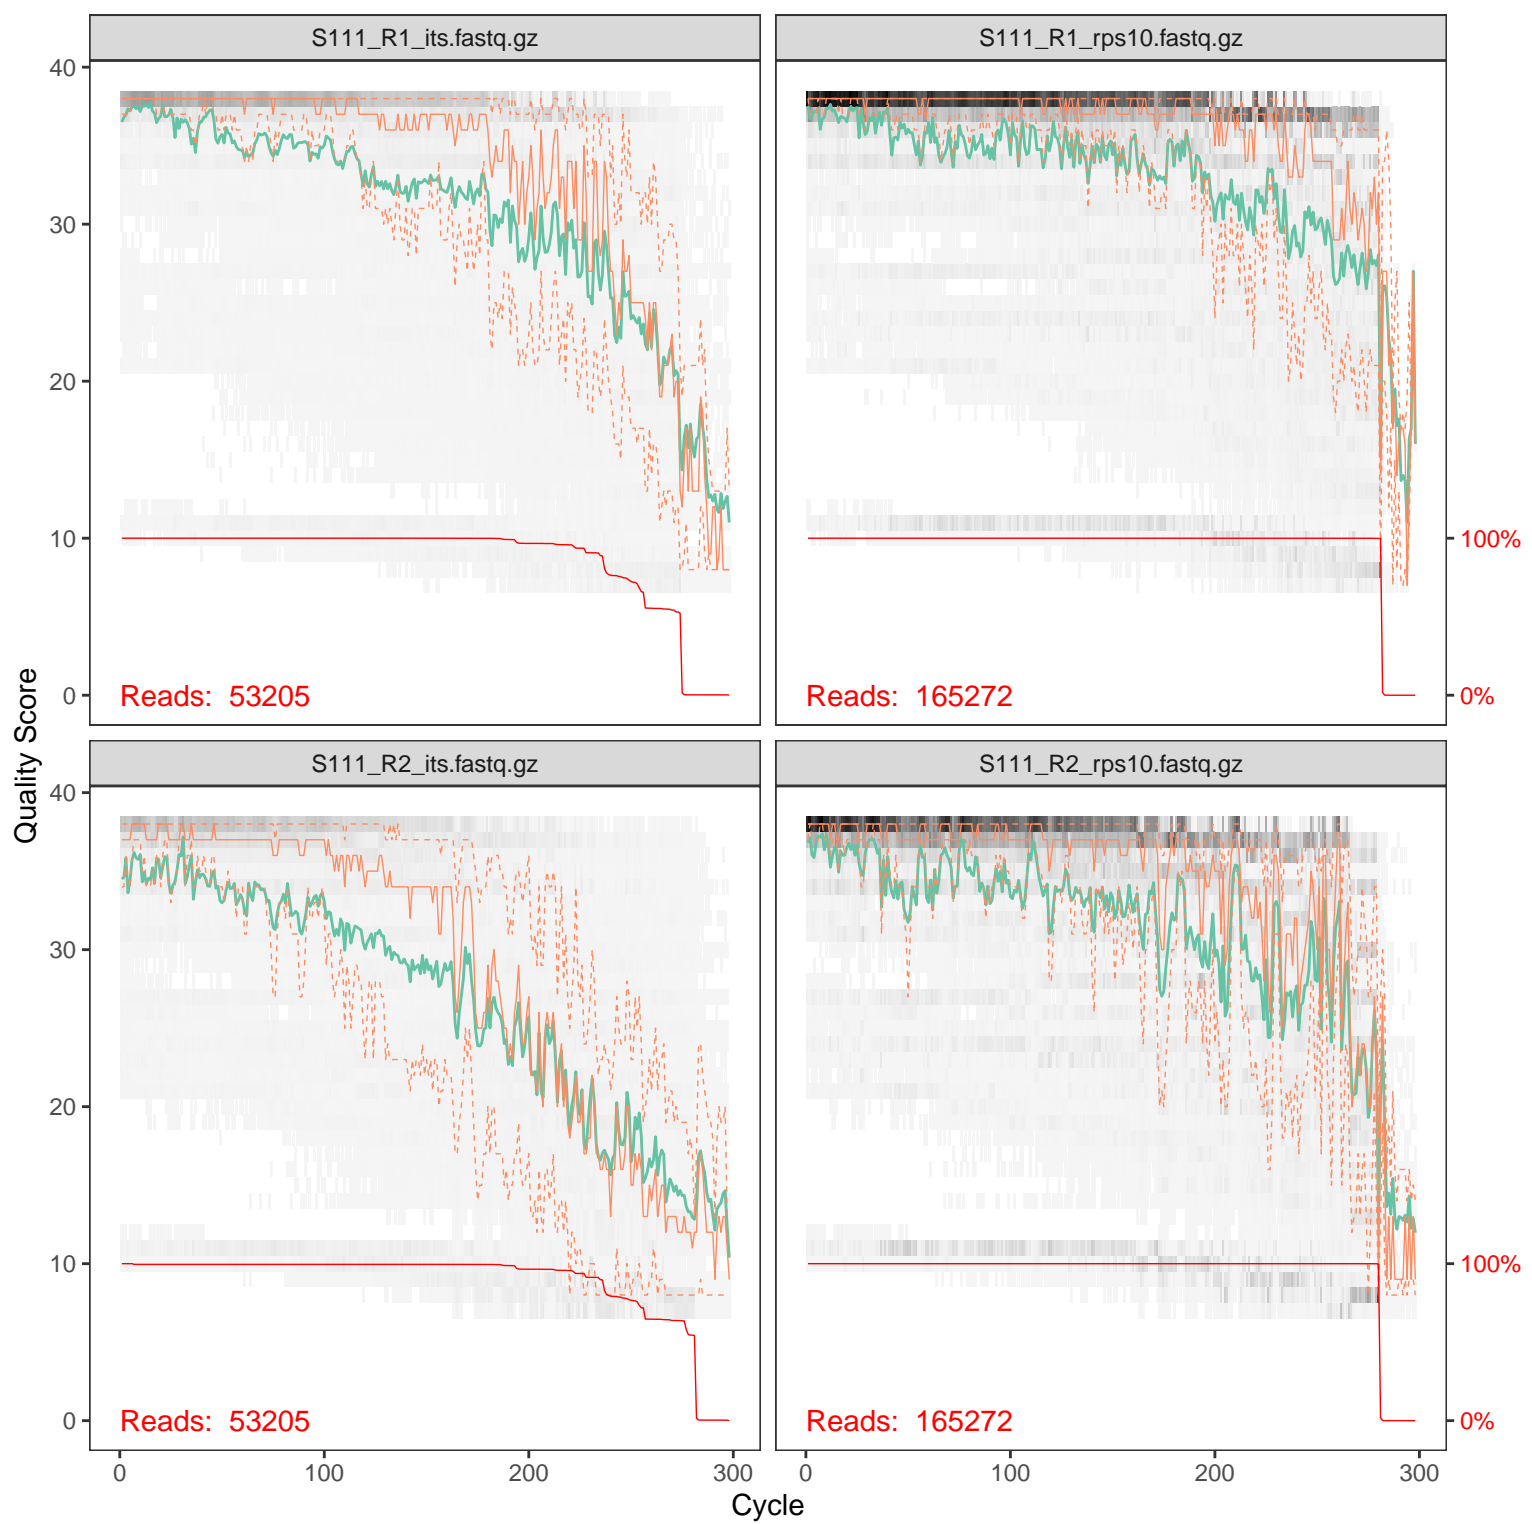 S111_R1_its.fastq.gz
S111_R1_rps10.fastq.gz
40
30
20
10
0
Reads: 53205
Reads: 165272
100%
0%
Quality Score
S111_R2_its.fastq.gz
S111_R2_rps10.fastq.gz
40
30
20
10
0
Reads: 53205
Reads: 165272
100%
0%
0 100 200 300
0 100 200 300
Cycle